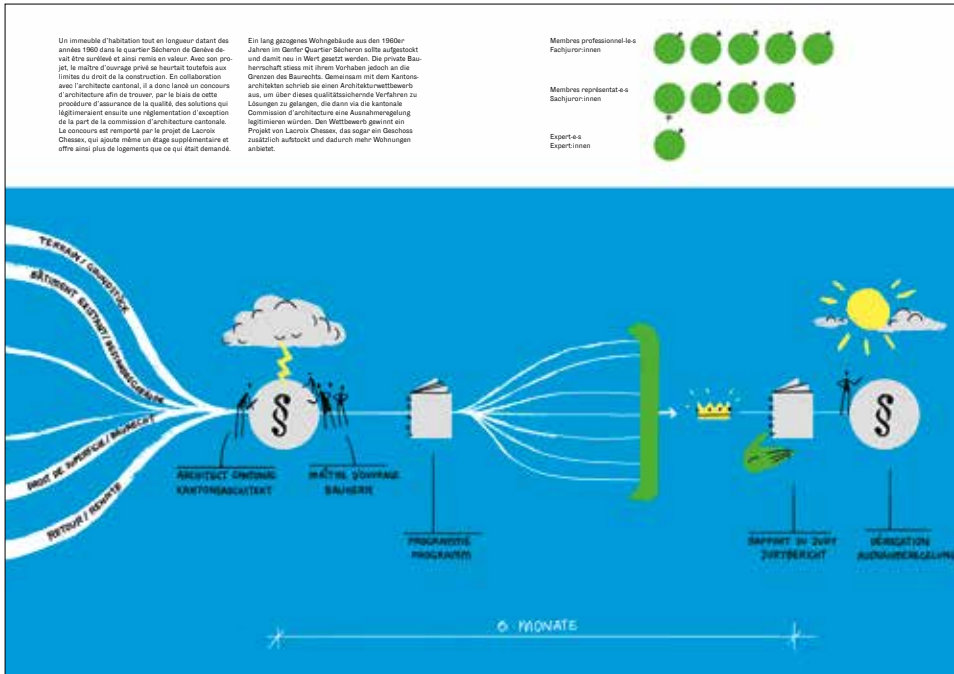 Un immeuble d'habitation tout en longueur datant des
années 1960 dans le quartier Sécheron de Genève de-
vait être surélevé et ainsi remis en valeur. Avec son pro-
jet, le maître d'ouvrage privé se heurtait toutefois aux
limites du droit de la construction. En collaboration
avec l'architecte cantonal, il a donc lancé un concours
d'architecture afin de trouver, par le biais de cette
procédure d'assurance de la qualité, des solutions qui
légitimeraient ensuite une réglementation d'exception
de la part de la commission d'architecture cantonale.
Le concours est remporté par le projet de Lacroix
Chessex, qui ajoute même un étage supplémentaire et
offre ainsi plus de logements que ce qui était demandé.
Ein lang gezogenes Wohngebäude aus den 1960er
Jahren im Genfer Quartier Sécheron sollte aufgestockt
und damit neu in Wert gesetzt werden. Die private Bau-
herrschaft stiess mit ihrem Vorhaben jedoch an die
Grenzen des Baurechts. Gemeinsam mit dem Kantons-
architekten schrieb sie einen Architekturwettbewerb
aus, um über dieses qualitätssichernde Verfahren zu
Lösungen zu gelangen, die dann via die kantonale
Commission d'architecture eine Ausnahmeregelung
legitimieren würden. Den Wettbewerb gewinnt ein
Projekt von Lacroix Chessex, das sogar ein Geschoss
zusätzlich aufstockt und dadurch mehr Wohnungen
anbietet.
Membres professionnel·le·s
Fachjuror:innen
Membres représentat·e·s
Sachjuror:innen
Expert·e·s
Expert:innen
TERRAIN / GRUNDSTÜCK
BÂTIMENT EXISTANT /
DROIT DE SUPERFICIE / BAURECHT
RETOUR / RENDITE
§
§
ARCHITECT CANTONAL
KANTONSARCHITEKT
MAÎTRE D'OUVRAGE
PROGRAMME
PROGRAMM
RAPPORT DU JURY
JURYBERICHT
AUSNAHMEREGELUNG
6 MONATE